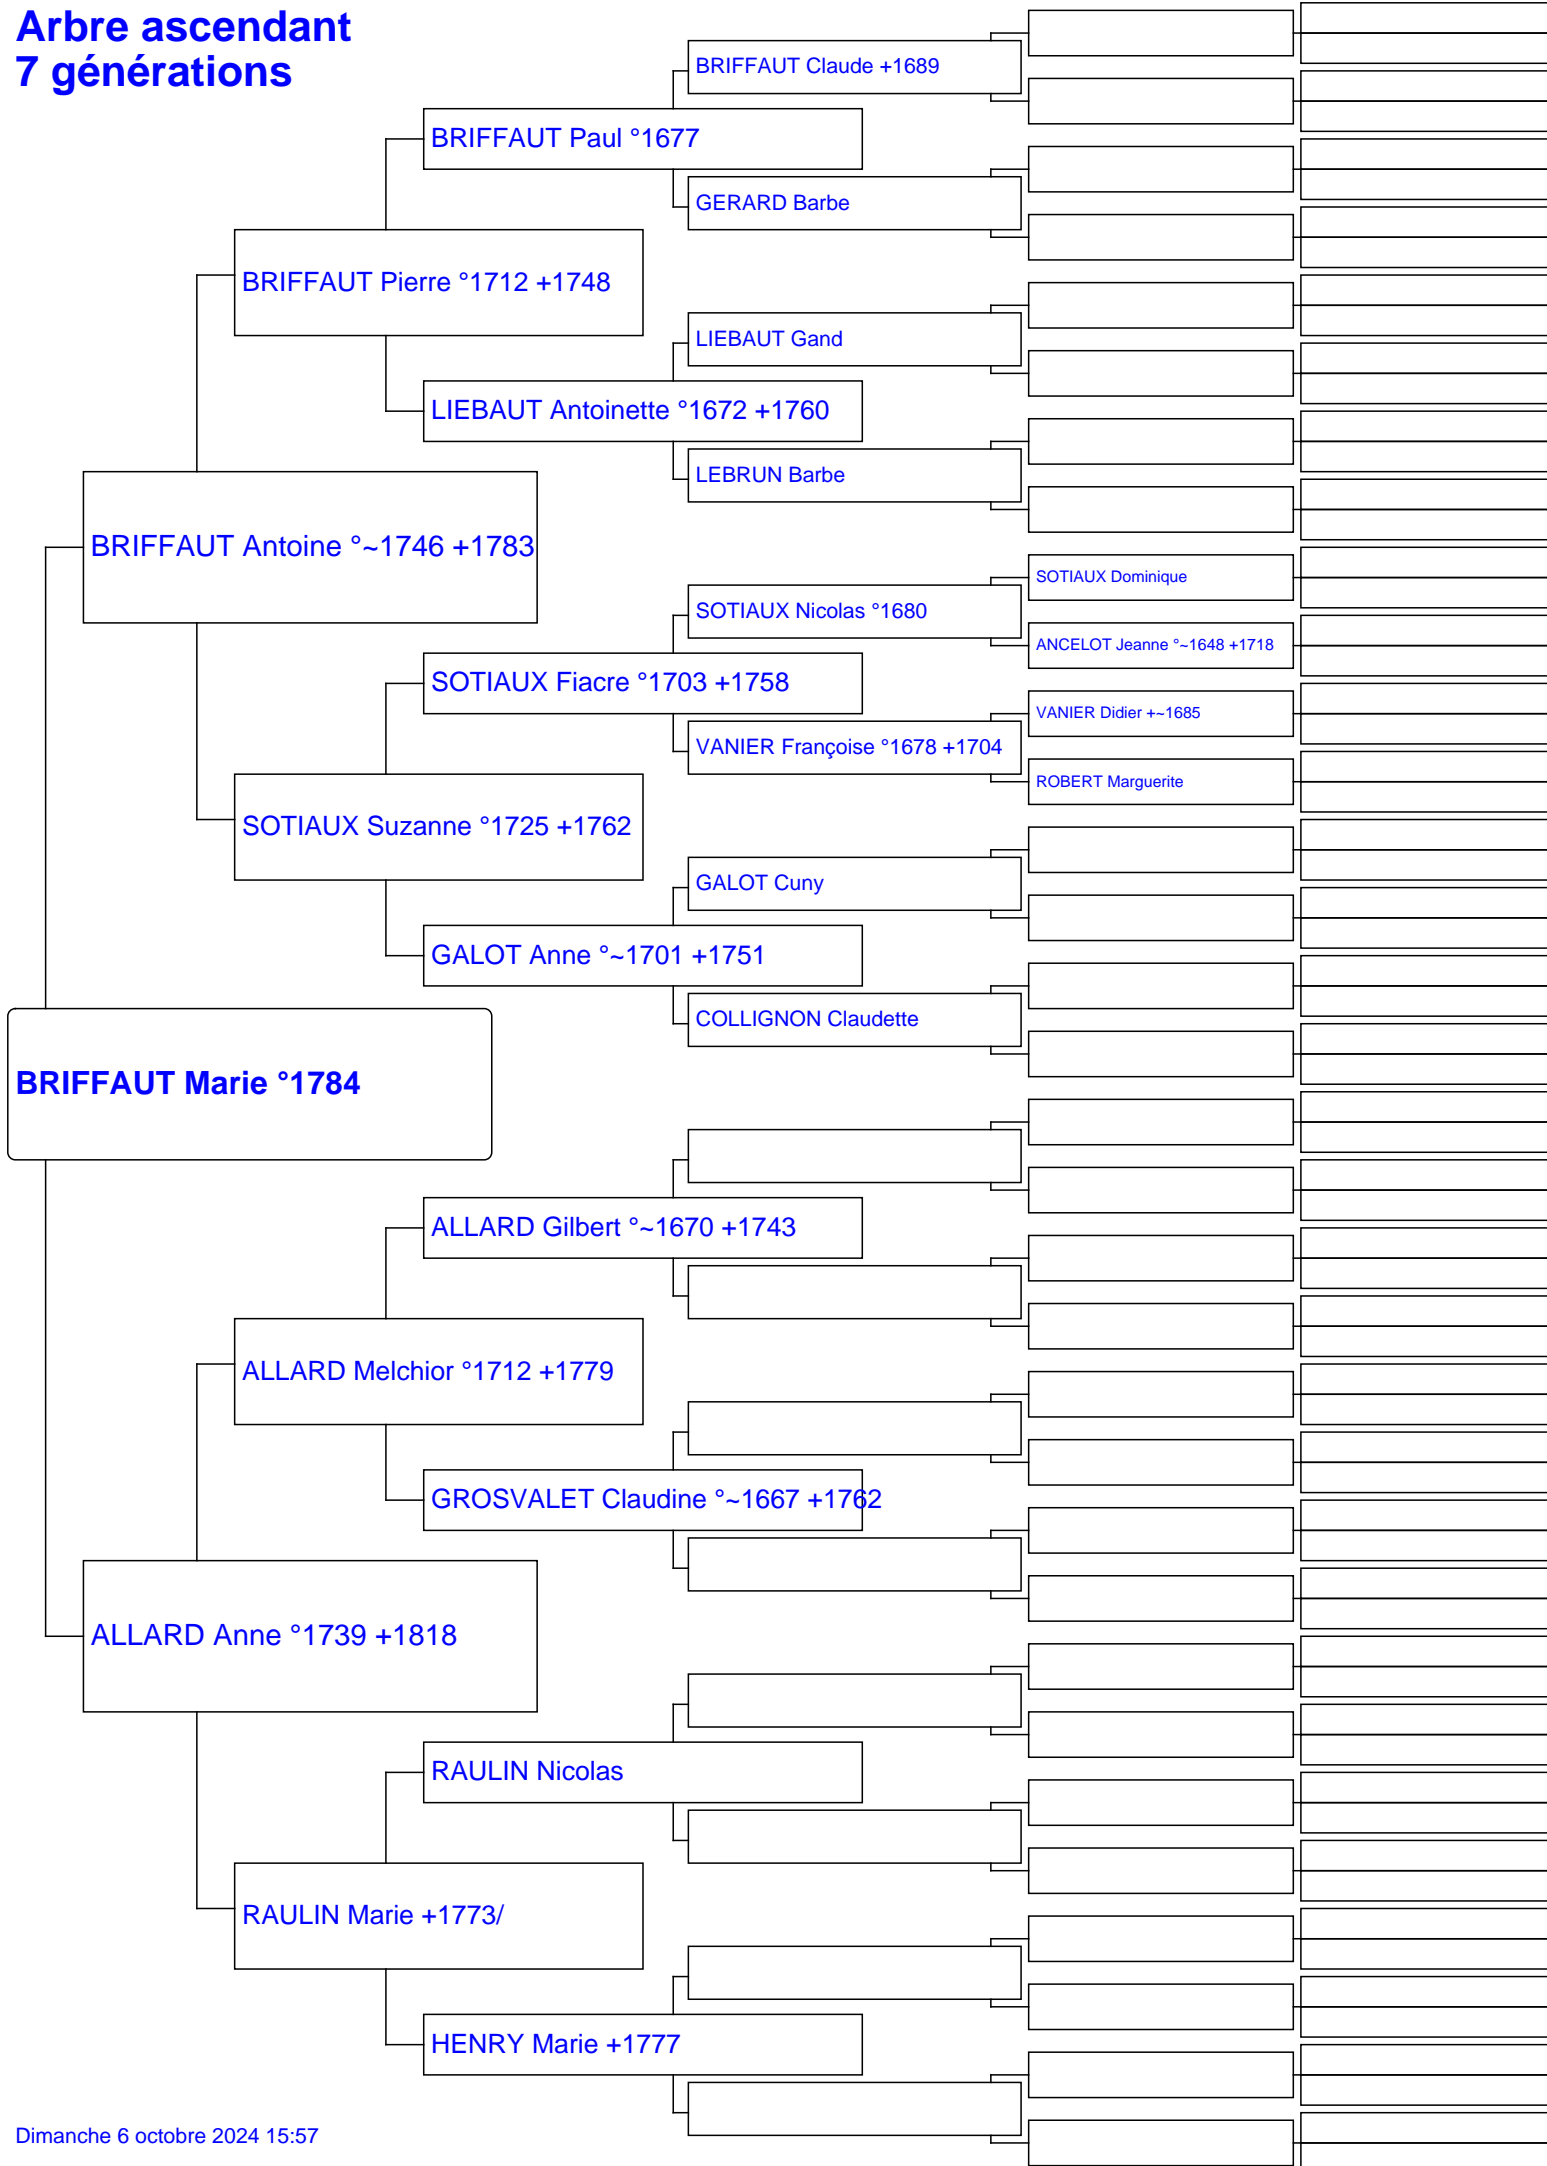 Arbre ascendant
7 générations
BRIFFAUT Claude +1689
BRIFFAUT Paul °1677
GERARD Barbe
BRIFFAUT Pierre °1712 +1748
LIEBAUT Gand
LIEBAUT Antoinette °1672 +1760
LEBRUN Barbe
BRIFFAUT Antoine °~1746 +1783
SOTIAUX Dominique
SOTIAUX Nicolas °1680
ANCELOT Jeanne °~1648 +1718
SOTIAUX Fiacre °1703 +1758
VANIER Didier +~1685
VANIER Françoise °1678 +1704
ROBERT Marguerite
SOTIAUX Suzanne °1725 +1762
GALOT Cuny
GALOT Anne °~1701 +1751
COLLIGNON Claudette
BRIFFAUT Marie °1784
ALLARD Gilbert °~1670 +1743
ALLARD Melchior °1712 +1779
GROSVALET Claudine °~1667 +1762
ALLARD Anne °1739 +1818
RAULIN Nicolas
RAULIN Marie +1773/
HENRY Marie +1777
Dimanche 6 octobre 2024 15:57